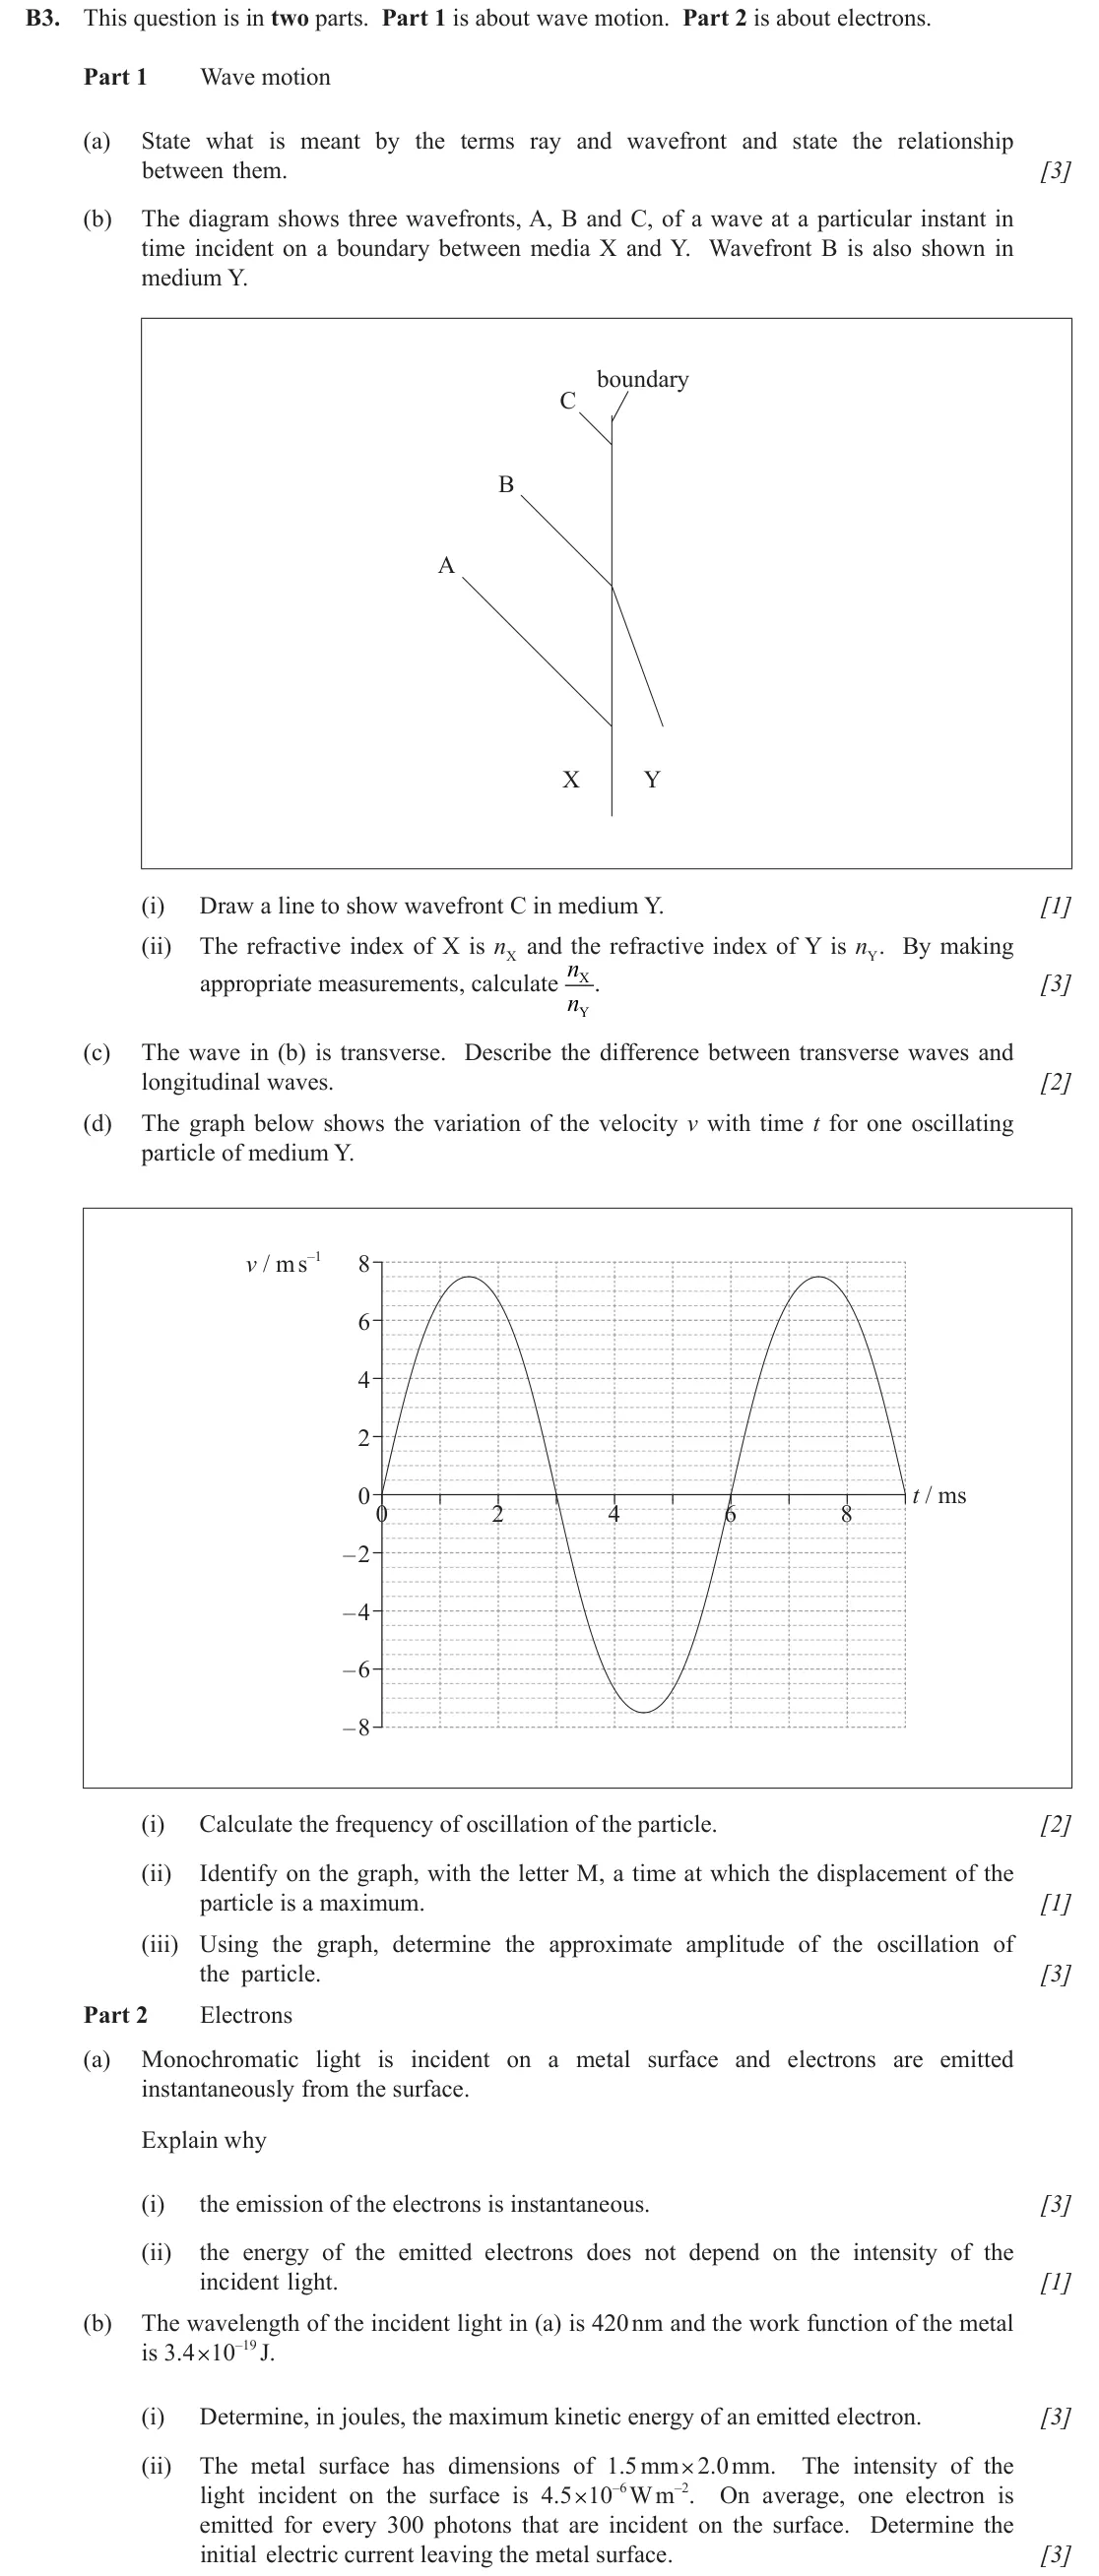 B3. This question is in two parts. Part 1 is about wave motion. Part 2 is about electrons.
Part 1 Wave motion
(a) State what is meant by the terms ray and wavefront and state the relationship
between them. [3]
(b) The diagram shows three wavefronts, A, B and C, of a wave at a particular instant in
time incident on a boundary between media X and Y. Wavefront B is also shown in
medium Y.
boundary
C
B
A
X Y
(i) Draw a line to show wavefront C in medium Y. [1]
(ii) The refractive index of X is n_X and the refractive index of Y is n_Y. By making
appropriate measurements, calculate n_X/n_Y. [3]
(c) The wave in (b) is transverse. Describe the difference between transverse waves and
longitudinal waves. [2]
(d) The graph below shows the variation of the velocity v with time t for one oscillating
particle of medium Y.
v / m s⁻¹
8
6
4
2
0
0 2 4 6 8 t / ms
−2
−4
−6
−8
(i) Calculate the frequency of oscillation of the particle. [2]
(ii) Identify on the graph, with the letter M, a time at which the displacement of the
particle is a maximum. [1]
(iii) Using the graph, determine the approximate amplitude of the oscillation of
the particle. [3]
Part 2 Electrons
(a) Monochromatic light is incident on a metal surface and electrons are emitted
instantaneously from the surface.
Explain why
(i) the emission of the electrons is instantaneous. [3]
(ii) the energy of the emitted electrons does not depend on the intensity of the
incident light. [1]
(b) The wavelength of the incident light in (a) is 420 nm and the work function of the metal
is 3.4×10⁻¹⁹ J.
(i) Determine, in joules, the maximum kinetic energy of an emitted electron. [3]
(ii) The metal surface has dimensions of 1.5 mm×2.0 mm. The intensity of the
light incident on the surface is 4.5×10⁻⁶ W m⁻². On average, one electron is
emitted for every 300 photons that are incident on the surface. Determine the
initial electric current leaving the metal surface. [3]